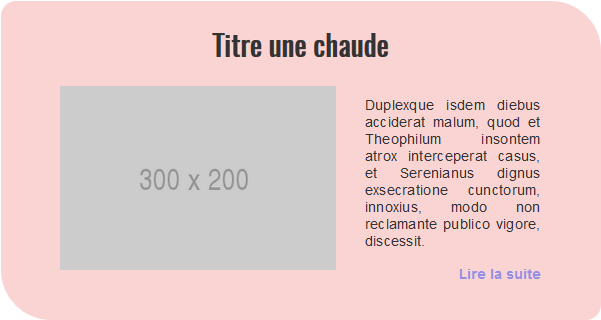 Titre une chaude
300 x 200
Duplexque isdem diebus
acciderat malum, quod et
Theophilum insontem
atrox interceperat casus,
et Serenianus dignus
exsecratione cunctorum,
innoxius, modo non
reclamante publico vigore,
discessit.
Lire la suite